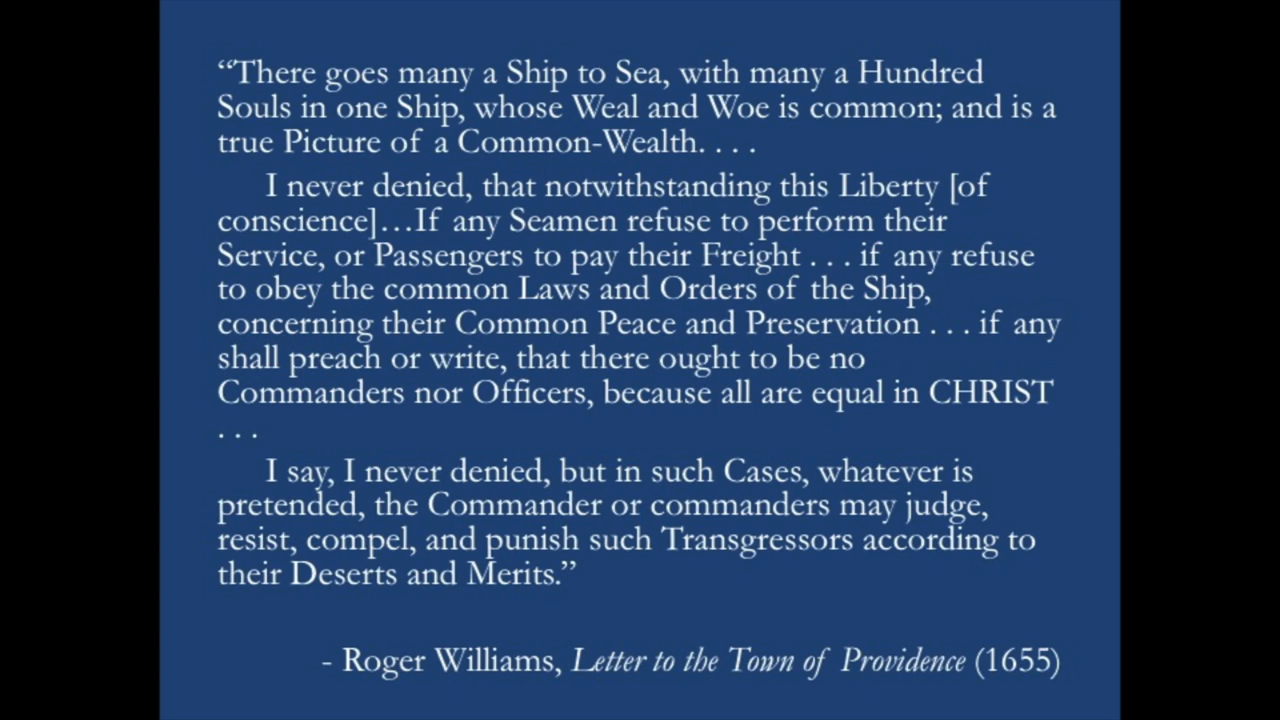 “There goes many a Ship to Sea, with many a Hundred
Souls in one Ship, whose Weal and Woe is common; and is a
true Picture of a Common-Wealth. . . .
I never denied, that notwithstanding this Liberty [of
conscience]…If any Seamen refuse to perform their
Service, or Passengers to pay their Freight . . . if any refuse
to obey the common Laws and Orders of the Ship,
concerning their Common Peace and Preservation . . . if any
shall preach or write, that there ought to be no
Commanders nor Officers, because all are equal in CHRIST
. . .
I say, I never denied, but in such Cases, whatever is
pretended, the Commander or commanders may judge,
resist, compel, and punish such Transgressors according to
their Deserts and Merits.”
- Roger Williams, Letter to the Town of Providence (1655)